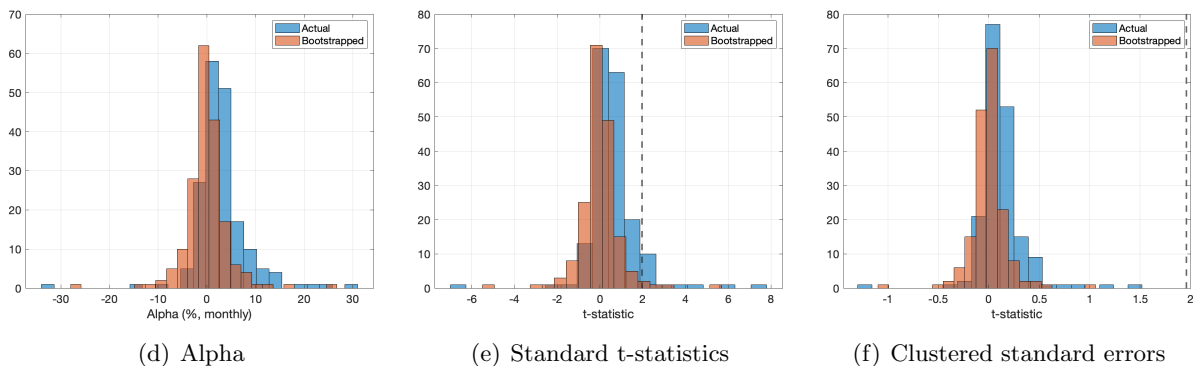 70
60
50
40
30
20
10
0
-30 -20 -10 0 10 20 30
Alpha (%, monthly)
Actual
Bootstrapped
(d) Alpha
80
70
60
50
40
30
20
10
0
-6 -4 -2 0 2 4 6 8
t-statistic
Actual
Bootstrapped
(e) Standard t-statistics
80
70
60
50
40
30
20
10
0
-1 -0.5 0 0.5 1 1.5 2
t-statistic
Actual
Bootstrapped
(f) Clustered standard errors